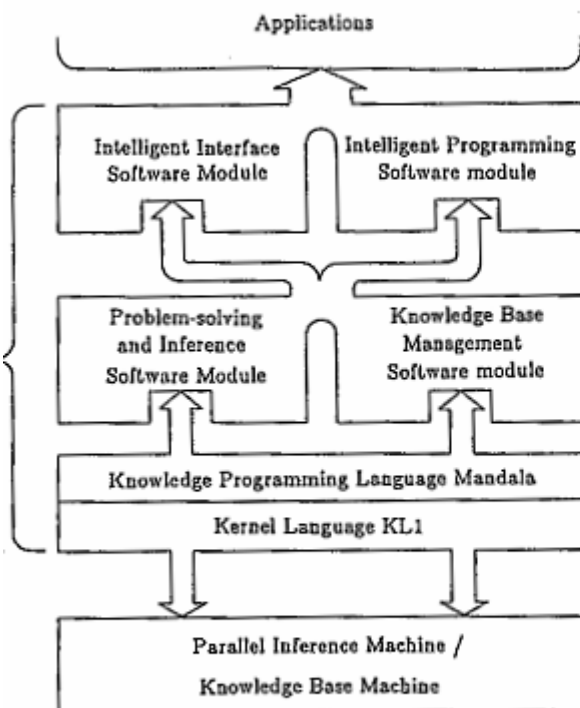 Applications
Intelligent Interface
Software Module
Intelligent Programming
Software module
Problem-solving
and Inference
Software Module
Knowledge Base
Management
Software module
Knowledge Programming Language Mandala
Kernel Language KL1
Parallel Inference Machine /
Knowledge Base Machine